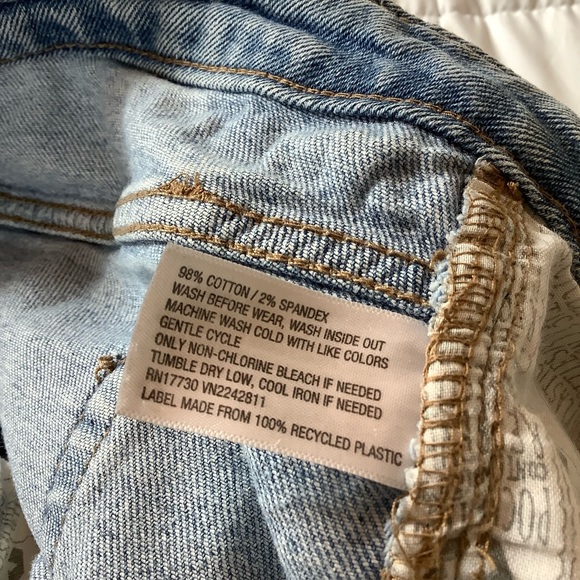 98% COTTON / 2% SPANDEX
WASH BEFORE WEAR, WASH INSIDE OUT
MACHINE WASH COLD WITH LIKE COLORS
GENTLE CYCLE
ONLY NON-CHLORINE BLEACH IF NEEDED
TUMBLE DRY LOW, COOL IRON IF NEEDED
RN17730 VN2242811
LABEL MADE FROM 100% RECYCLED PLASTIC